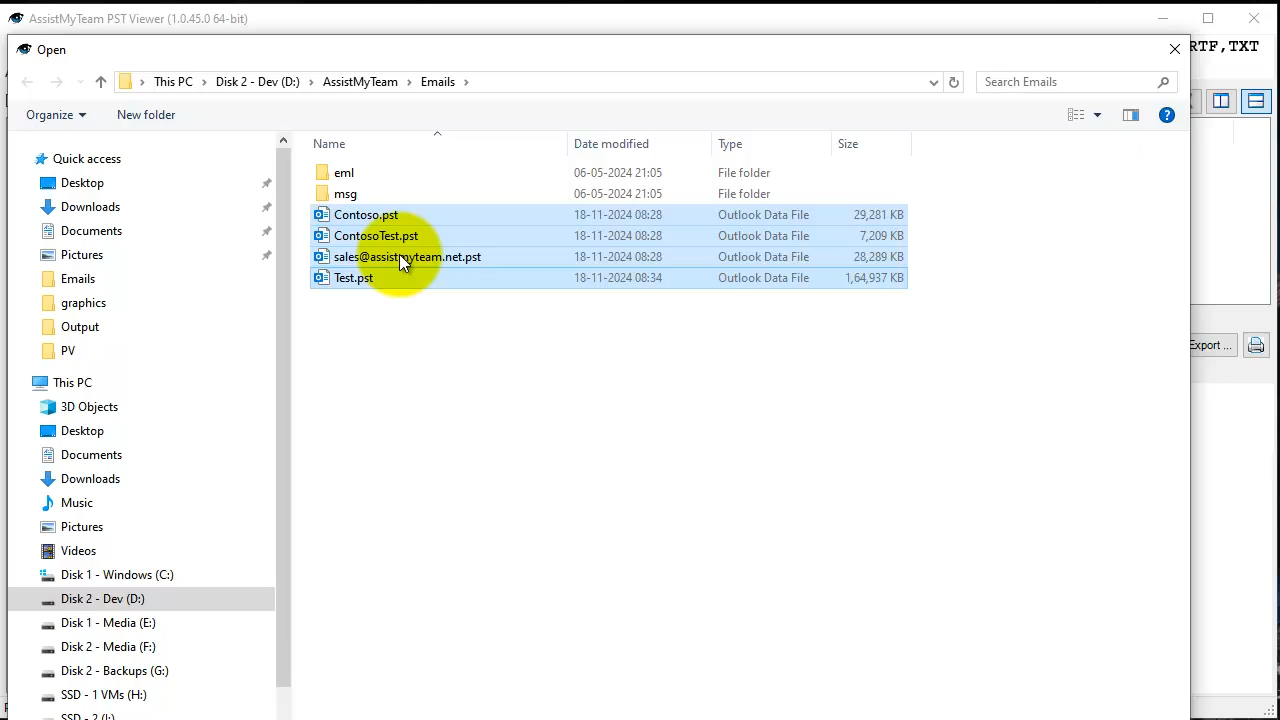 AssistMyTeam PST Viewer (1.0.45.0 64-bit)
RTF,TXT
Open
This PC > Disk 2 - Dev (D:) > AssistMyTeam > Emails >
Search Emails
Organize
New folder
Name
Date modified
Type
Size
Quick access
Desktop
Downloads
Documents
Pictures
Emails
graphics
Output
PV
This PC
3D Objects
Desktop
Documents
Downloads
Music
Pictures
Videos
Disk 1 - Windows (C:)
Disk 2 - Dev (D:)
Disk 1 - Media (E:)
Disk 2 - Media (F:)
Disk 2 - Backups (G:)
SSD - 1 VMs (H:)
SSD - 2 (I:)
eml 06-05-2024 21:05 File folder
msg 06-05-2024 21:05 File folder
Contoso.pst 18-11-2024 08:28 Outlook Data File 29,281 KB
ContosoTest.pst 18-11-2024 08:28 Outlook Data File 7,209 KB
sales@assistmyteam.net.pst 18-11-2024 08:28 Outlook Data File 28,289 KB
Test.pst 18-11-2024 08:34 Outlook Data File 1,64,937 KB
Export ...